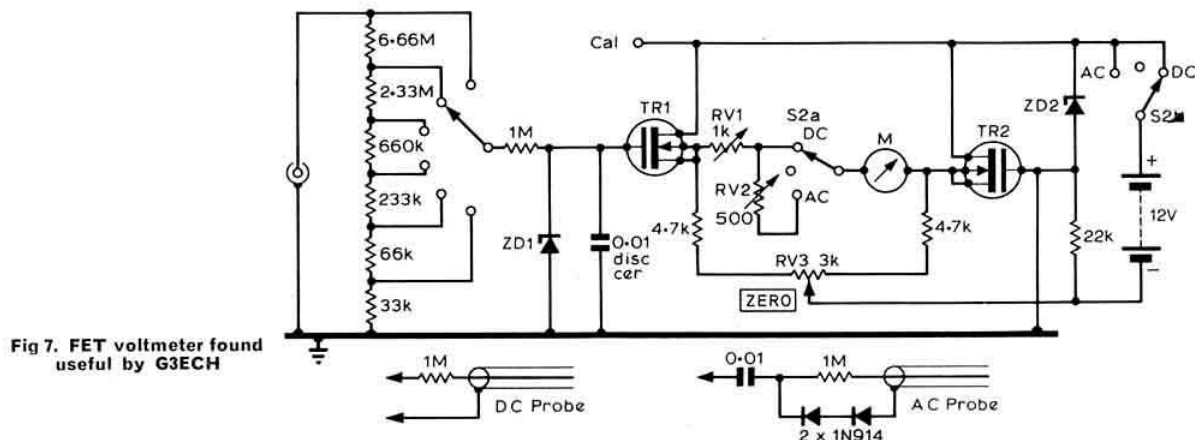 6·66M
2·33M
660k
233k
66k
33k
1M
ZD1
0·01
disc
cer
Cal
TR1
RV1
1k
RV2
500
4·7k
S2a
DC
AC
M
RV3 3k
ZERO
4·7k
TR2
ZD2
22k
AC
DC
+
12V
−
Fig 7. FET voltmeter found
useful by G3ECH
1M
DC Probe
0·01
1M
AC Probe
2 x 1N914